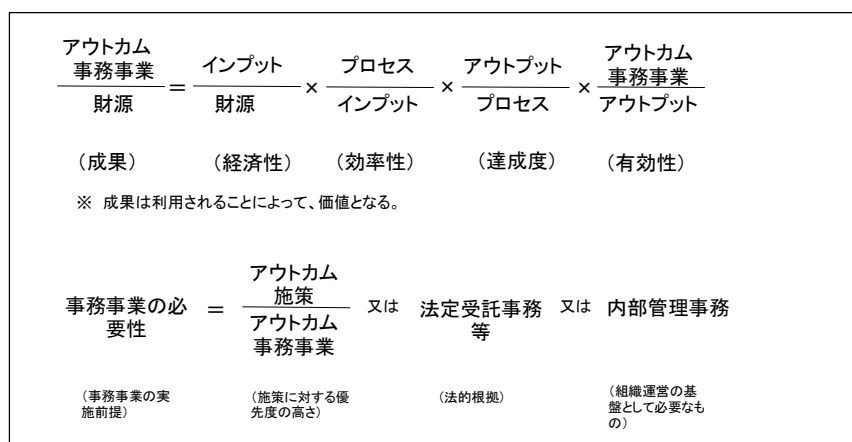 アウトカム
事務事業
財源
＝
インプット
財源
×
プロセス
インプット
×
アウトプット
プロセス
×
アウトカム
事務事業
アウトプット
（成果） （経済性） （効率性） （達成度） （有効性）
※ 成果は利用されることによって、価値となる。
事務事業の必
要性
＝
アウトカム
施策
アウトカム
事務事業
又は
法定受託事務
等
又は
内部管理事務
（事務事業の実
施前提）
（施策に対する優
先度の高さ）
（法的根拠）
（組織運営の基
盤として必要なも
の）